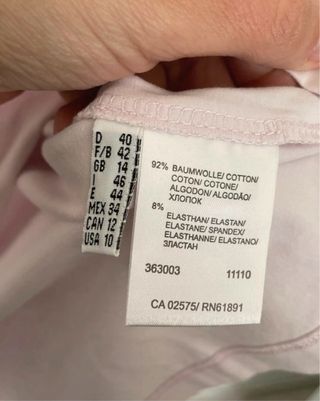 D 40
F/B 42
GB 14
I 46
E 44
MEX 34
CAN 12
USA 10
92% BAUMWOLLE/ COTTON/
COTON/ COTONE/
ALGODON/ ALGODÃO/
ХЛОПОК
8% ELASTHAN/ ELASTAN/
ELASTANE/ SPANDEX/
ELASTHANNE/ ELASTANO/
ЭЛАСТАН
363003 11110
CA 02575/ RN61891